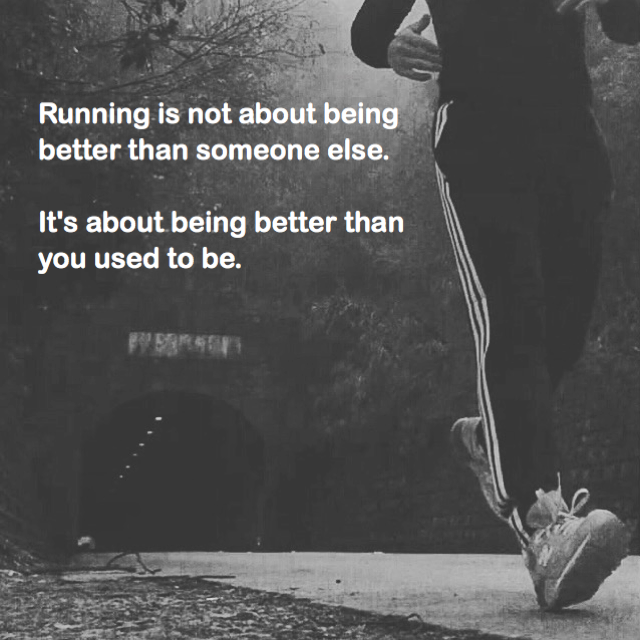 Running is not about being
better than someone else.
It's about being better than
you used to be.